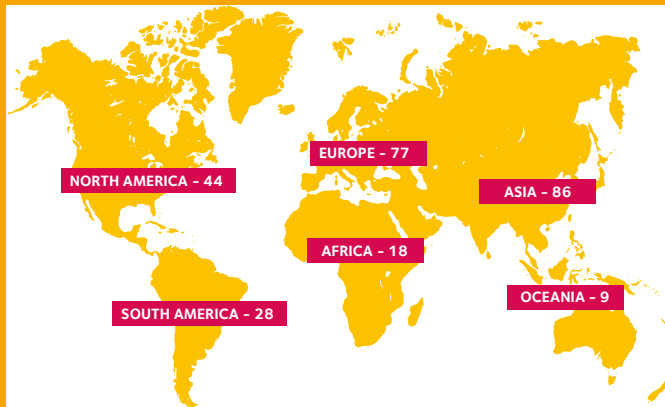 EUROPE – 77
NORTH AMERICA – 44
ASIA – 86
AFRICA – 18
OCEANIA – 9
SOUTH AMERICA – 28